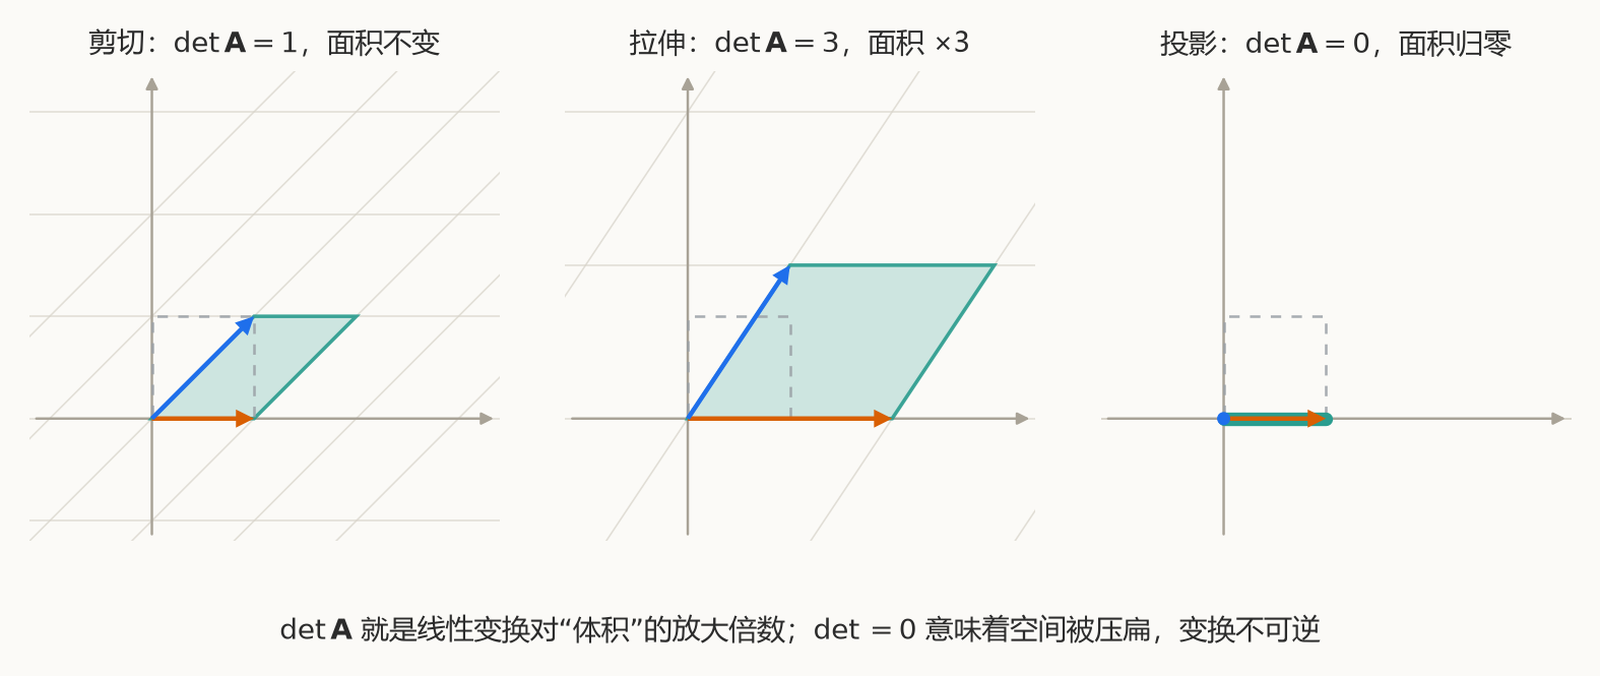 剪切：det A = 1，面积不变
拉伸：det A = 3，面积 ×3
投影：det A = 0，面积归零
det A 就是线性变换对“体积”的放大倍数；det = 0 意味着空间被压扁，变换不可逆